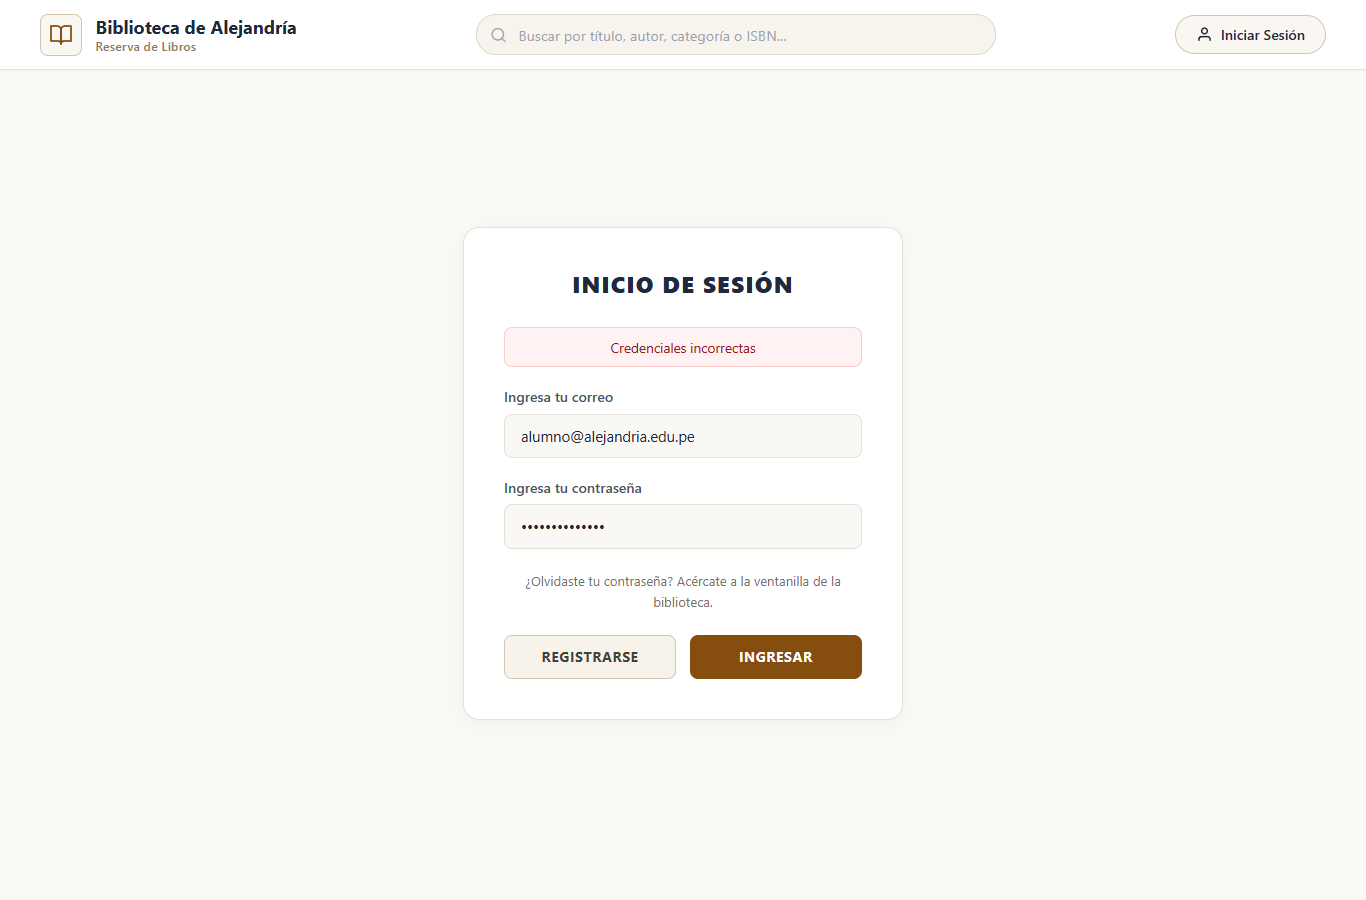 Biblioteca de Alejandría
Reserva de Libros
Buscar por título, autor, categoría o ISBN...
Iniciar Sesión
INICIO DE SESIÓN
Credenciales incorrectas
Ingresa tu correo
alumno@alejandria.edu.pe
Ingresa tu contraseña
••••••••••••••
¿Olvidaste tu contraseña? Acércate a la ventanilla de la
biblioteca.
REGISTRARSE
INGRESAR